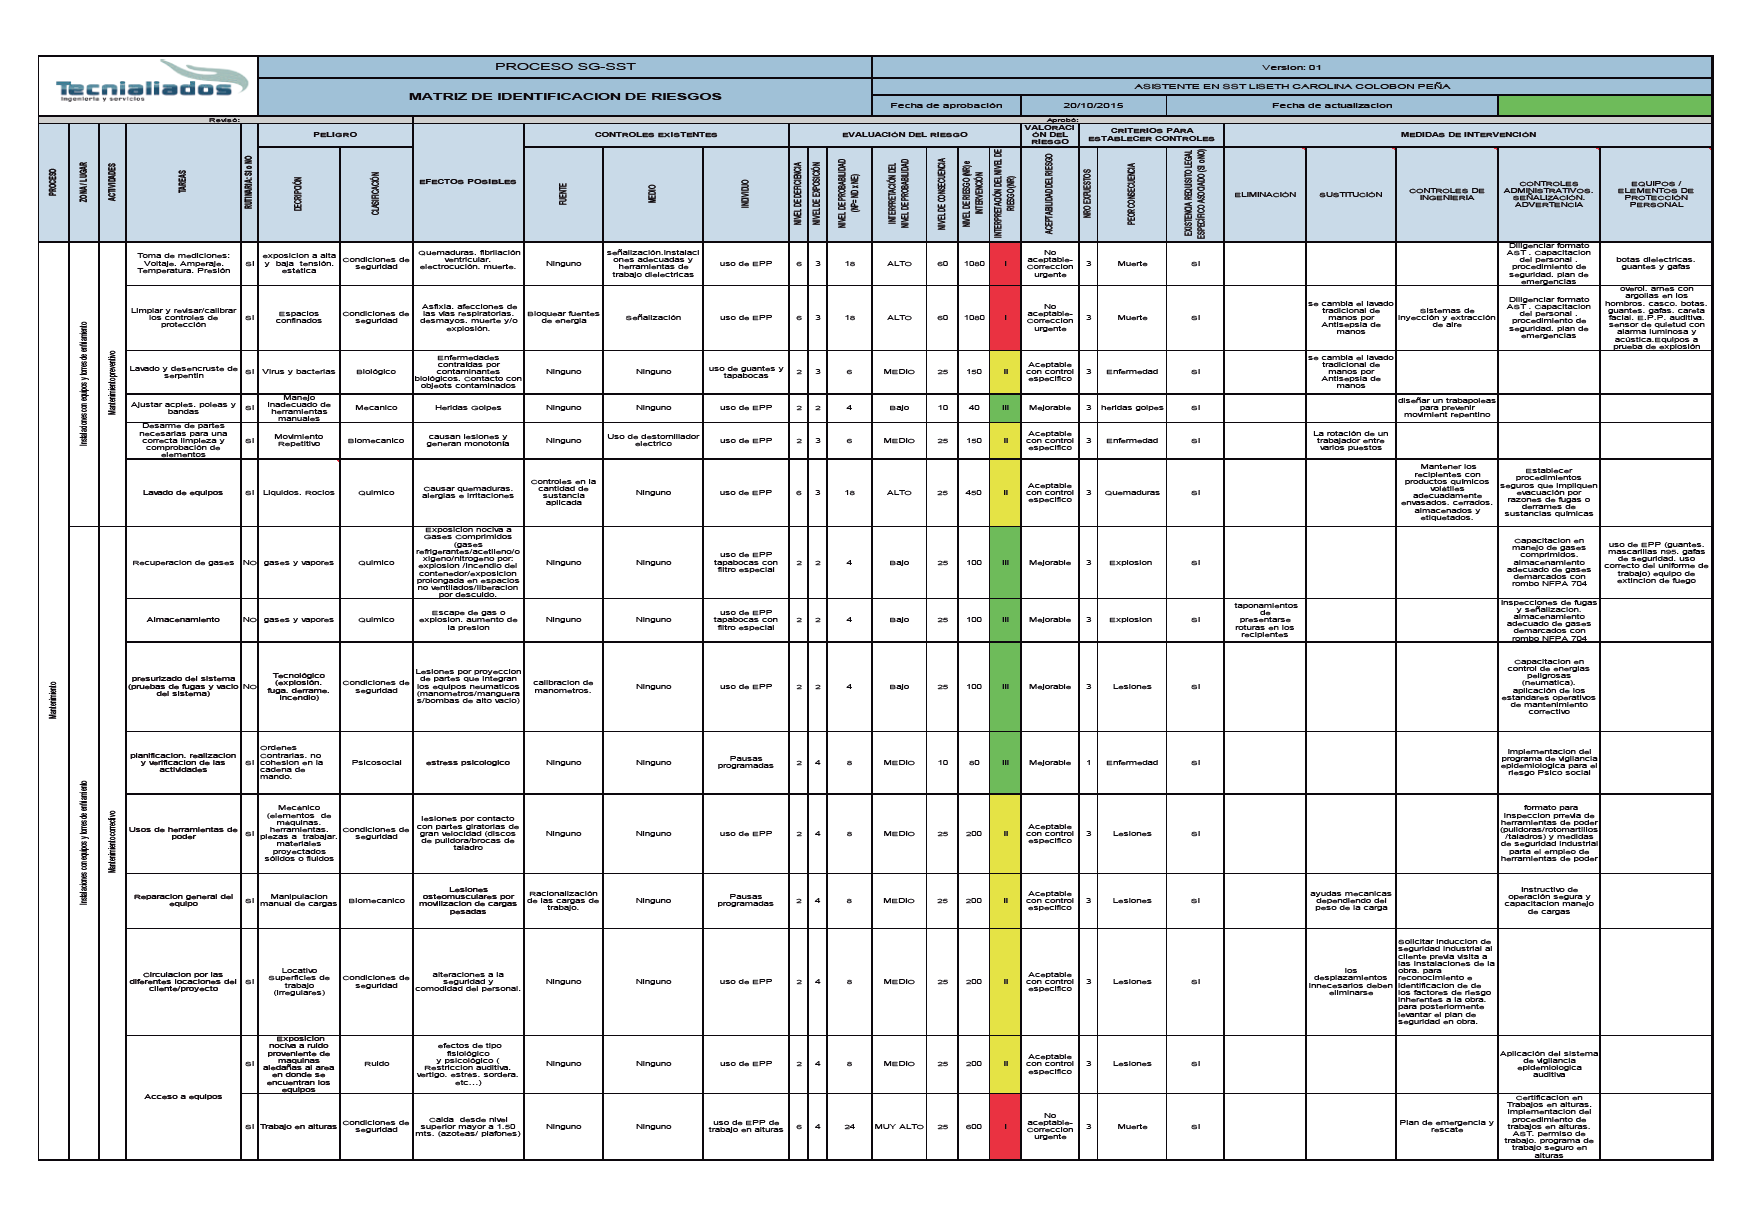 Tecnialiados
Ingeniería y servicios
PROCESO SG-SST
Version: 01
MATRIZ DE IDENTIFICACION DE RIESGOS
ASISTENTE EN SST LISETH CAROLINA COLOBON PEÑA
Fecha de aprobación
20/10/2015
Fecha de actualizacion
Revisó:
Aprobó:
PELIGRO
CONTROLES EXISTENTES
EVALUACIÓN DEL RIESGO
VALORACI
ÓN DEL
RIESGO
CRITERIOS PARA
ESTABLECER CONTROLES
MEDIDAS DE INTERVENCIÓN
PROCESO
ZONA / LUGAR
ACTIVIDADES
TAREAS
RUTINARIA: SI o NO
DECRIPCIÓN
CLASIFICACIÓN
EFECTOS POSIBLES
FUENTE
MEDIO
INDIVIDUO
NIVEL DE DEFICIENCIA
NIVEL DE EXPOSICIÓN
NIVEL DE PROBABILIDAD
(NP= ND x NE)
INTERPRETACIÓN DEL
NIVEL DE PROBABILIDAD
NIVEL DE CONSECUENCIA
NIVEL DE RIESGO (NR) e
INTERVENCIÓN
INTERPRETACIÓN DEL NIVEL DE
RIESGO (NR)
ACEPTABILIDAD DEL RIESGO
NRO EXPUESTOS
PEOR CONSECUENCIA
EXISTENCIA REQUISITO LEGAL
ESPECÍFICO ASOCIADO (SI o NO)
ELIMINACIÓN
SUSTITUCIÓN
CONTROLES DE
INGENIERIA
CONTROLES
ADMINISTRATIVOS.
SEÑALIZACIÓN.
ADVERTENCIA
EQUIPOS /
ELEMENTOS DE
PROTECCIÓN
PERSONAL
Mantenimiento
Instalaciones con equipos y torres de enfriamiento
Mantenimiento preventivo
Toma de mediciones:
Voltaje. Amperaje.
Temperatura. Presión
SI
exposicion a alta
y baja tensión.
estática
Condiciones de
seguridad
Quemaduras. fibrilación
ventricular.
electrocución. muerte.
Ninguno
señalización.instalaci
ones adecuadas y
herramientas de
trabajo dielectricas
uso de EPP
6
3
18
ALTO
60
1080
I
No
aceptable-
Correccion
urgente
3
Muerte
SI
Diligenciar formato
AST . Capacitacion
del personal .
procedimiento de
seguridad. plan de
emergencias
botas dielectricas.
guantes y gafas
Limpiar y revisar/calibrar
los controles de
protección
SI
Espacios
confinados
Condiciones de
seguridad
Asfixia. afecciones de
las vías respiratorias.
desmayos. muerte y/o
explosión.
Bloquear fuentes
de energia
Señalización
uso de EPP
6
3
18
ALTO
60
1080
I
No
aceptable-
Correccion
urgente
3
Muerte
SI
se cambia el lavado
tradicional de
manos por
Antisepsia de
manos
sistemas de
inyección y extracción
de aire
Diligenciar formato
AST . Capacitacion
del personal .
procedimiento de
seguridad. plan de
emergencias
overol. arnes con
argollas en los
hombros. casco. botas.
guantes. gafas. careta
facial. E.P.P. auditiva.
sensor de quietud con
alarma luminosa y
acústica.Equipos a
prueba de explosión
Lavado y desencruste de
serpentin
SI
Virus y bacterias
Biológico
Enfermedades
contraidas por
contaminantes
biológicos. Contacto con
objeots contaminados
Ninguno
Ninguno
uso de guantes y
tapabocas
2
3
6
MEDIO
25
150
II
Aceptable
con control
especifico
3
Enfermedad
SI
se cambia el lavado
tradicional de
manos por
Antisepsia de
manos
Ajustar acples. poleas y
bandas
SI
Manejo
inadecuado de
herramientas
manuales
Mecanico
Heridas Golpes
Ninguno
Ninguno
uso de EPP
2
2
4
Bajo
10
40
III
Mejorable
3
heridas golpes
SI
diseñar un trabapoleas
para prevenir
movimient repentino
Desarme de partes
necesarias para una
correcta limpieza y
comprobación de
elementos
SI
Movimiento
Repetitivo
Biomecanico
causan lesiones y
generan monotonía
Ninguno
Uso de destornillador
electrico
uso de EPP
2
3
6
MEDIO
25
150
II
Aceptable
con control
especifico
3
Enfermedad
SI
La rotación de un
trabajador entre
varios puestos
Lavado de equipos
SI
Liquidos. Rocios
Quimico
Causar quemaduras.
alergias e irritaciones
Controles en la
cantidad de
sustancia
aplicada
Ninguno
uso de EPP
6
3
18
ALTO
25
450
II
Aceptable
con control
especifico
3
Quemaduras
SI
Mantener los
recipientes con
productos químicos
volátiles
adecuadamente
envasados. cerrados.
almacenados y
etiquetados.
Establecer
procedimientos
seguros que impliquen
evacuación por
razones de fugas o
derrames de
sustancias químicas
Instalaciones con equipos y torres de enfriamiento
Mantenimiento correctivo
Recuperacion de gases
NO
gases y vapores
Quimico
Exposicion nociva a
Gases Comprimidos
(gases
refrigerantes/acetileno/o
xigeno/nitrogeno por:
explosion /incendio del
contenedor/exposicion
prolongada en espacios
no ventilados/liberacion
por descuido.
Ninguno
Ninguno
uso de EPP
tapabocas con
filtro especial
2
2
4
Bajo
25
100
III
Mejorable
3
Explosion
SI
Capacitacion en
manejo de gases
comprimidos.
almacenamiento
adecuado de gases
demarcados con
rombo NFPA 704
uso de EPP (guantes.
mascarillas n95. gafas
de seguridad. uso
correcto del uniforme de
trabajo) equipo de
extincion de fuego
Almacenamiento
NO
gases y vapores
Quimico
Escape de gas o
explosion. aumento de
la presion
Ninguno
Ninguno
uso de EPP
tapabocas con
filtro especial
2
2
4
Bajo
25
100
III
Mejorable
3
Explosion
SI
taponamientos
de
presentarse
roturas en los
recipientes
inspecciones de fugas
y señalizacion.
almacenamiento
adecuado de gases
demarcados con
rombo NFPA 704
presurizado del sistema
(pruebas de fugas y vacio
del sistema)
NO
Tecnológico
(explosión.
fuga. derrame.
incendio)
Condiciones de
seguridad
Lesiones por proyeccion
de partes que integran
los equipos neumaticos
(manometros/manguera
s/bombas de alto vacio)
calibracion de
manometros.
Ninguno
uso de EPP
2
2
4
Bajo
25
100
III
Mejorable
3
Lesiones
SI
Capacitacion en
control de energias
peligrosas
(neumatica).
aplicación de los
estandares operativos
de mantenimiento
correctivo
planificacion. realizacion
y verificacion de las
actividades
SI
Ordenes
Contrarias. no
cohesion en la
cadena de
mando.
Psicosocial
estress psicologico
Ninguno
Ninguno
Pausas
programadas
2
4
8
MEDIO
10
80
III
Mejorable
1
Enfermedad
SI
Implementacion del
programa de vigilancia
epidemiologica para el
riesgo Psico social
Usos de herramientas de
poder
SI
Mecánico
(elementos de
máquinas.
herramientas.
piezas a trabajar.
materiales
proyectados
sólidos o fluidos
Condiciones de
seguridad
lesiones por contacto
con partes giratorias de
gran velocidad (discos
de pulidora/brocas de
taladro
Ninguno
Ninguno
uso de EPP
2
4
8
MEDIO
25
200
II
Aceptable
con control
especifico
3
Lesiones
SI
formato para
inspeccion previa de
herramientas de poder
(pulidoras/rotomartillos
/taladros) y medidas
de seguridad industrial
parta el empleo de
herramientas de poder
Reparacion general del
equipo
SI
Manipulacion
manual de cargas
Biomecanico
Lesiones
osteomusculares por
movilizacion de cargas
pesadas
Racionalización
de las cargas de
trabajo.
Ninguno
Pausas
programadas
2
4
8
MEDIO
25
200
II
Aceptable
con control
especifico
3
Lesiones
SI
ayudas mecanicas
dependiendo del
peso de la carga
Instructivo de
operación segura y
capacitacion manejo
de cargas
Circulacion por las
diferentes locaciones del
cliente/proyecto
SI
Locativo
Superficies de
trabajo
(irregulares)
Condiciones de
seguridad
alteraciones a la
seguridad y
comodidad del personal.
Ninguno
Ninguno
uso de EPP
2
4
8
MEDIO
25
200
II
Aceptable
con control
especifico
3
Lesiones
SI
los
desplazamientos
innecesarios deben
eliminarse
Solicitar induccion de
seguridad industrial al
cliente previa visita a
las instalaciones de la
obra. para
reconocimiento e
identificacion de de
los factores de riesgo
inherentes a la obra.
para posteriormente
levantar el plan de
seguridad en obra.
Acceso a equipos
SI
Exposicion
nociva a ruido
proveniente de
maquinas
aledañas al area
en donde se
encuentran los
equipos
Ruido
efectos de tipo
fisiológico
y psicológico (
Restriccion auditiva.
vertigo. estrés. sordera.
etc...)
Ninguno
Ninguno
uso de EPP
2
4
8
MEDIO
25
200
II
Aceptable
con control
especifico
3
Lesiones
SI
Aplicación del sistema
de vigilancia
epidemiologica
auditiva
SI
Trabajo en alturas
Condiciones de
seguridad
Caida desde nivel
superior mayor a 1.50
mts. (azoteas/ plafones)
Ninguno
Ninguno
uso de EPP de
trabajo en alturas
6
4
24
MUY ALTO
25
600
I
No
aceptable-
Correccion
urgente
3
Muerte
SI
Plan de emergencia y
rescate
Certificacion en
Trabajos en alturas.
Implementacion del
procedimiento de
trabajos en alturas.
AST. permiso de
trabajo. programa de
trabajo seguro en
alturas